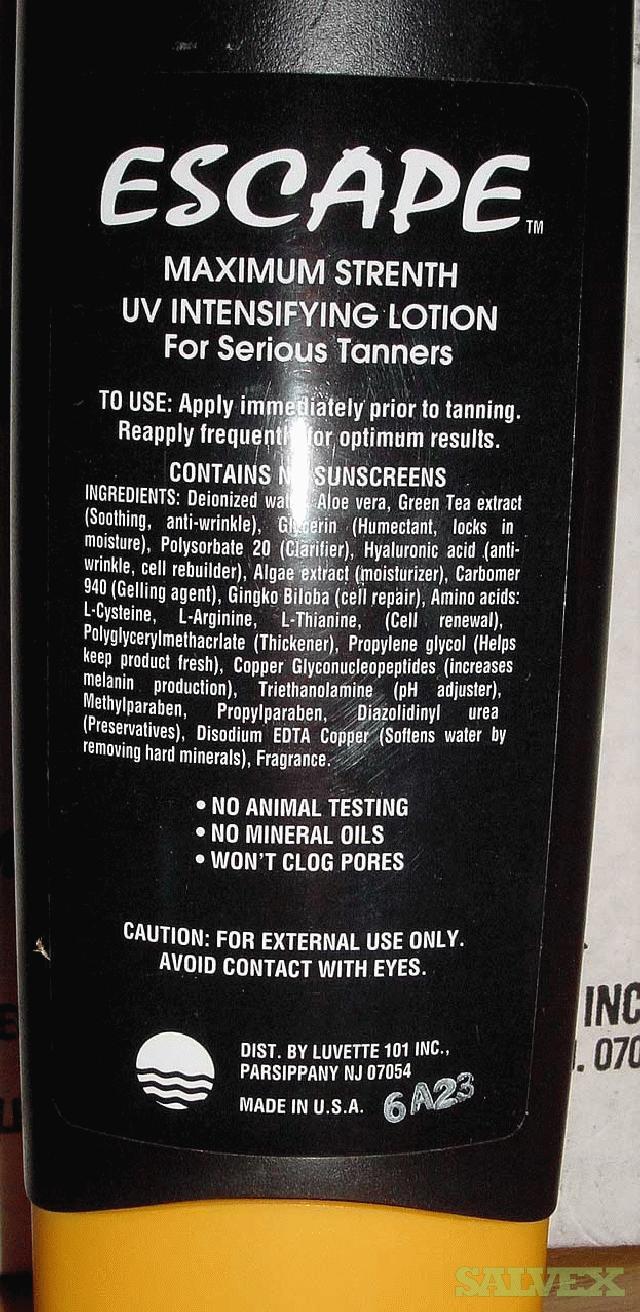 ESCAPE™
MAXIMUM STRENTH
UV INTENSIFYING LOTION
For Serious Tanners
TO USE: Apply immediately prior to tanning.
Reapply frequently for optimum results.
CONTAINS NO SUNSCREENS
INGREDIENTS: Deionized water, Aloe vera, Green Tea extract
(Soothing, anti-wrinkle), Glycerin (Humectant, locks in
moisture), Polysorbate 20 (Clarifier), Hyaluronic acid (anti-
wrinkle, cell rebuilder), Algae extract (moisturizer), Carbomer
940 (Gelling agent), Gingko Biloba (cell repair), Amino acids:
L-Cysteine, L-Arginine, L-Thianine, (Cell renewal),
Polyglycerylmethacrlate (Thickener), Propylene glycol (Helps
keep product fresh), Copper Glyconucleopeptides (increases
melanin production), Triethanolamine (pH adjuster),
Methylparaben, Propylparaben, Diazolidinyl urea
(Preservatives), Disodium EDTA Copper (Softens water by
removing hard minerals), Fragrance.
• NO ANIMAL TESTING
• NO MINERAL OILS
• WON'T CLOG PORES
CAUTION: FOR EXTERNAL USE ONLY.
AVOID CONTACT WITH EYES.
DIST. BY LUVETTE 101 INC.,
PARSIPPANY NJ 07054
MADE IN U.S.A. 6A23
INC
070
SALVEX